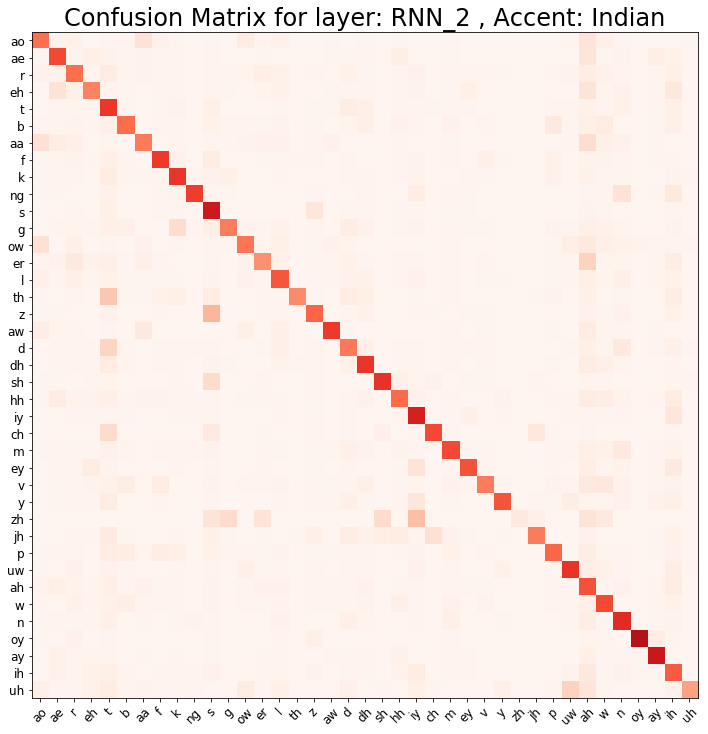 Confusion Matrix for layer: RNN_2 , Accent: Indian
ao
ae
r
eh
t
b
aa
f
k
ng
s
g
ow
er
l
th
z
aw
d
dh
sh
hh
iy
ch
m
ey
v
y
zh
jh
p
uw
ah
w
n
oy
ay
ih
uh
ao ae r eh t b aa f k ng s g ow er l th z aw d dh sh hh iy ch m ey v y zh jh p uw ah w n oy ay ih uh